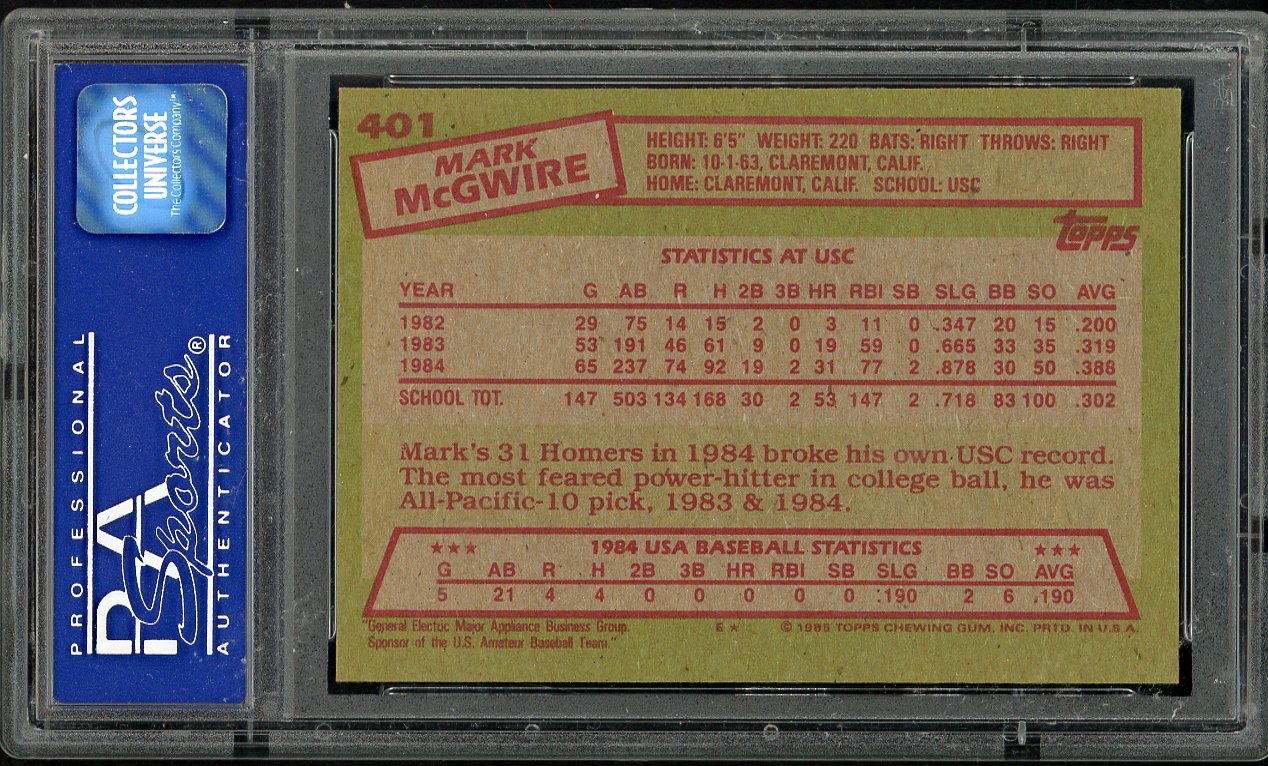 COLLECTORS
UNIVERSE
The Collectors Company™
PROFESSIONAL
PSA
Sports®
AUTHENTICATOR
401
MARK
McGWIRE
HEIGHT: 6'5" WEIGHT: 220 BATS: RIGHT THROWS: RIGHT
BORN: 10-1-63, CLAREMONT, CALIF.
HOME: CLAREMONT, CALIF. SCHOOL: USC
TOPPS
STATISTICS AT USC
YEAR G AB R H 2B 3B HR RBI SB SLG BB SO AVG
1982 29 75 14 15 2 0 3 11 0 .347 20 15 .200
1983 53 191 46 61 9 0 19 59 0 .665 33 35 .319
1984 65 237 74 92 19 2 31 77 2 .878 30 50 .388
SCHOOL TOT. 147 503 134 168 30 2 53 147 2 .718 83 100 .302
Mark's 31 Homers in 1984 broke his own USC record.
The most feared power-hitter in college ball, he was
All-Pacific-10 pick, 1983 & 1984.
★★★ 1984 USA BASEBALL STATISTICS ★★★
G AB R H 2B 3B HR RBI SB SLG BB SO AVG
5 21 4 4 0 0 0 0 0 .190 2 6 .190
"General Electric Major Appliance Business Group.
Sponsor of the U.S. Amateur Baseball Team."
E ★
© 1985 TOPPS CHEWING GUM, INC. PRTD. IN U.S.A.